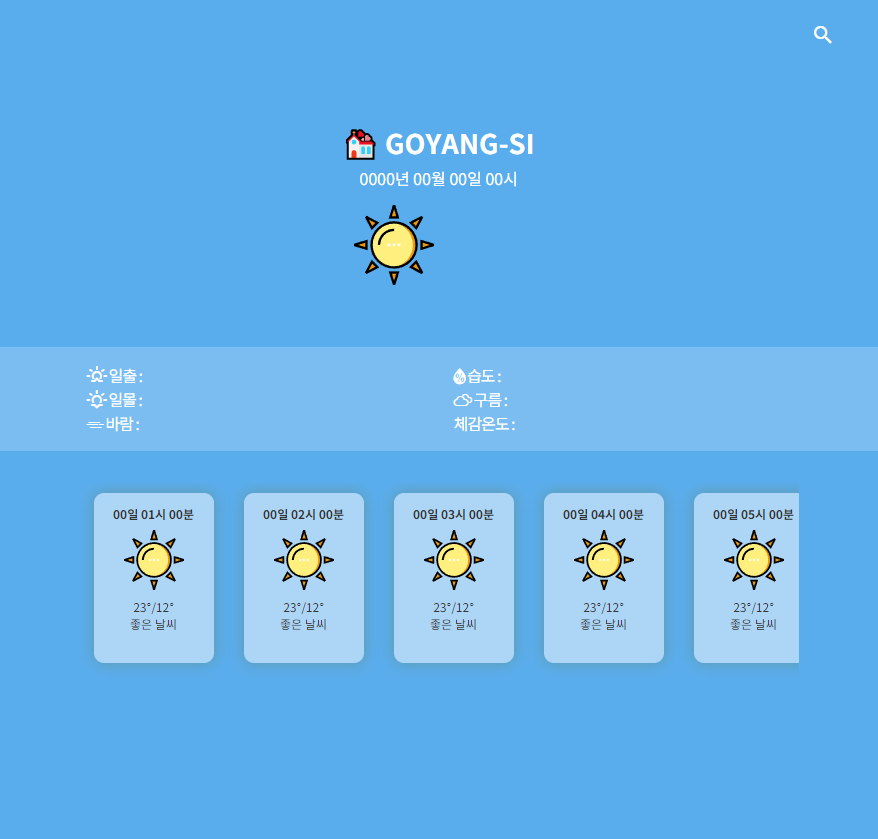 GOYANG-SI
0000년 00월 00일 00시
일출 :
일몰 :
바람 :
습도 :
구름 :
체감온도 :
00일 01시 00분
23°/12°
좋은 날씨
00일 02시 00분
23°/12°
좋은 날씨
00일 03시 00분
23°/12°
좋은 날씨
00일 04시 00분
23°/12°
좋은 날씨
00일 05시 00분
23°/12°
좋은 날씨